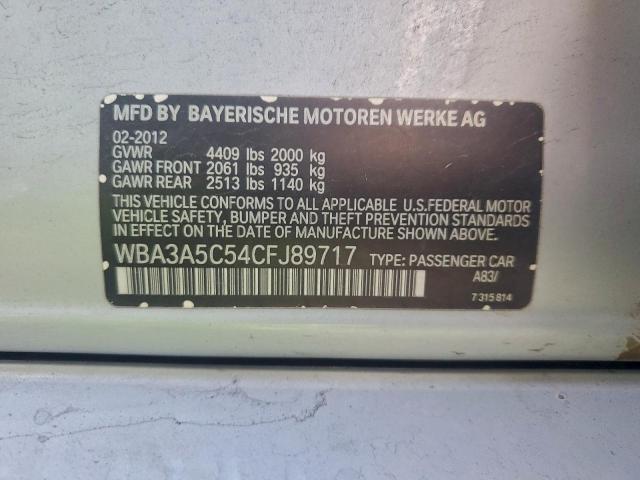 MFD BY BAYERISCHE MOTOREN WERKE AG
02-2012
GVWR 4409 lbs 2000 kg
GAWR FRONT 2061 lbs 935 kg
GAWR REAR 2513 lbs 1140 kg
THIS VEHICLE CONFORMS TO ALL APPLICABLE U.S.FEDERAL MOTOR
VEHICLE SAFETY, BUMPER AND THEFT PREVENTION STANDARDS
IN EFFECT ON THE DATE OF MANUFACTURE SHOWN ABOVE.
WBA3A5C54CFJ89717 TYPE: PASSENGER CAR
A83/
7 315 814